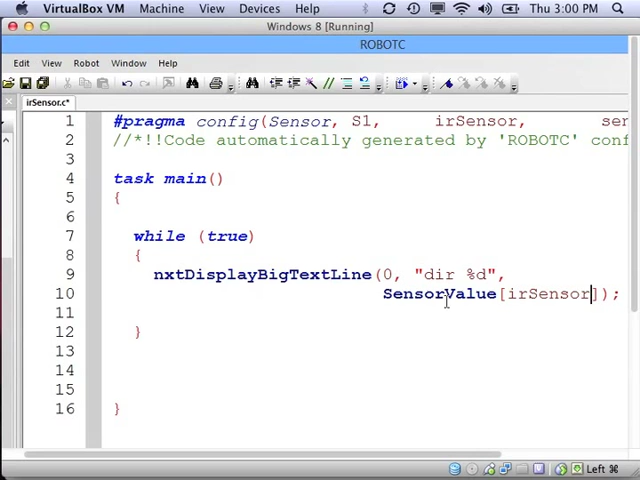 VirtualBox VM Machine View Devices Help Thu 3:00 PM
Windows 8 [Running]
ROBOTC
Edit View Robot Window Help
irSensor.c*
1 #pragma config(Sensor, S1, irSensor, sen
2 //*!!Code automatically generated by 'ROBOTC' conf
3
4 task main()
5 {
6
7 while (true)
8 {
9 nxtDisplayBigTextLine(0, "dir %d",
10 SensorValue[irSensor]);
11
12 }
13
14
15
16 }